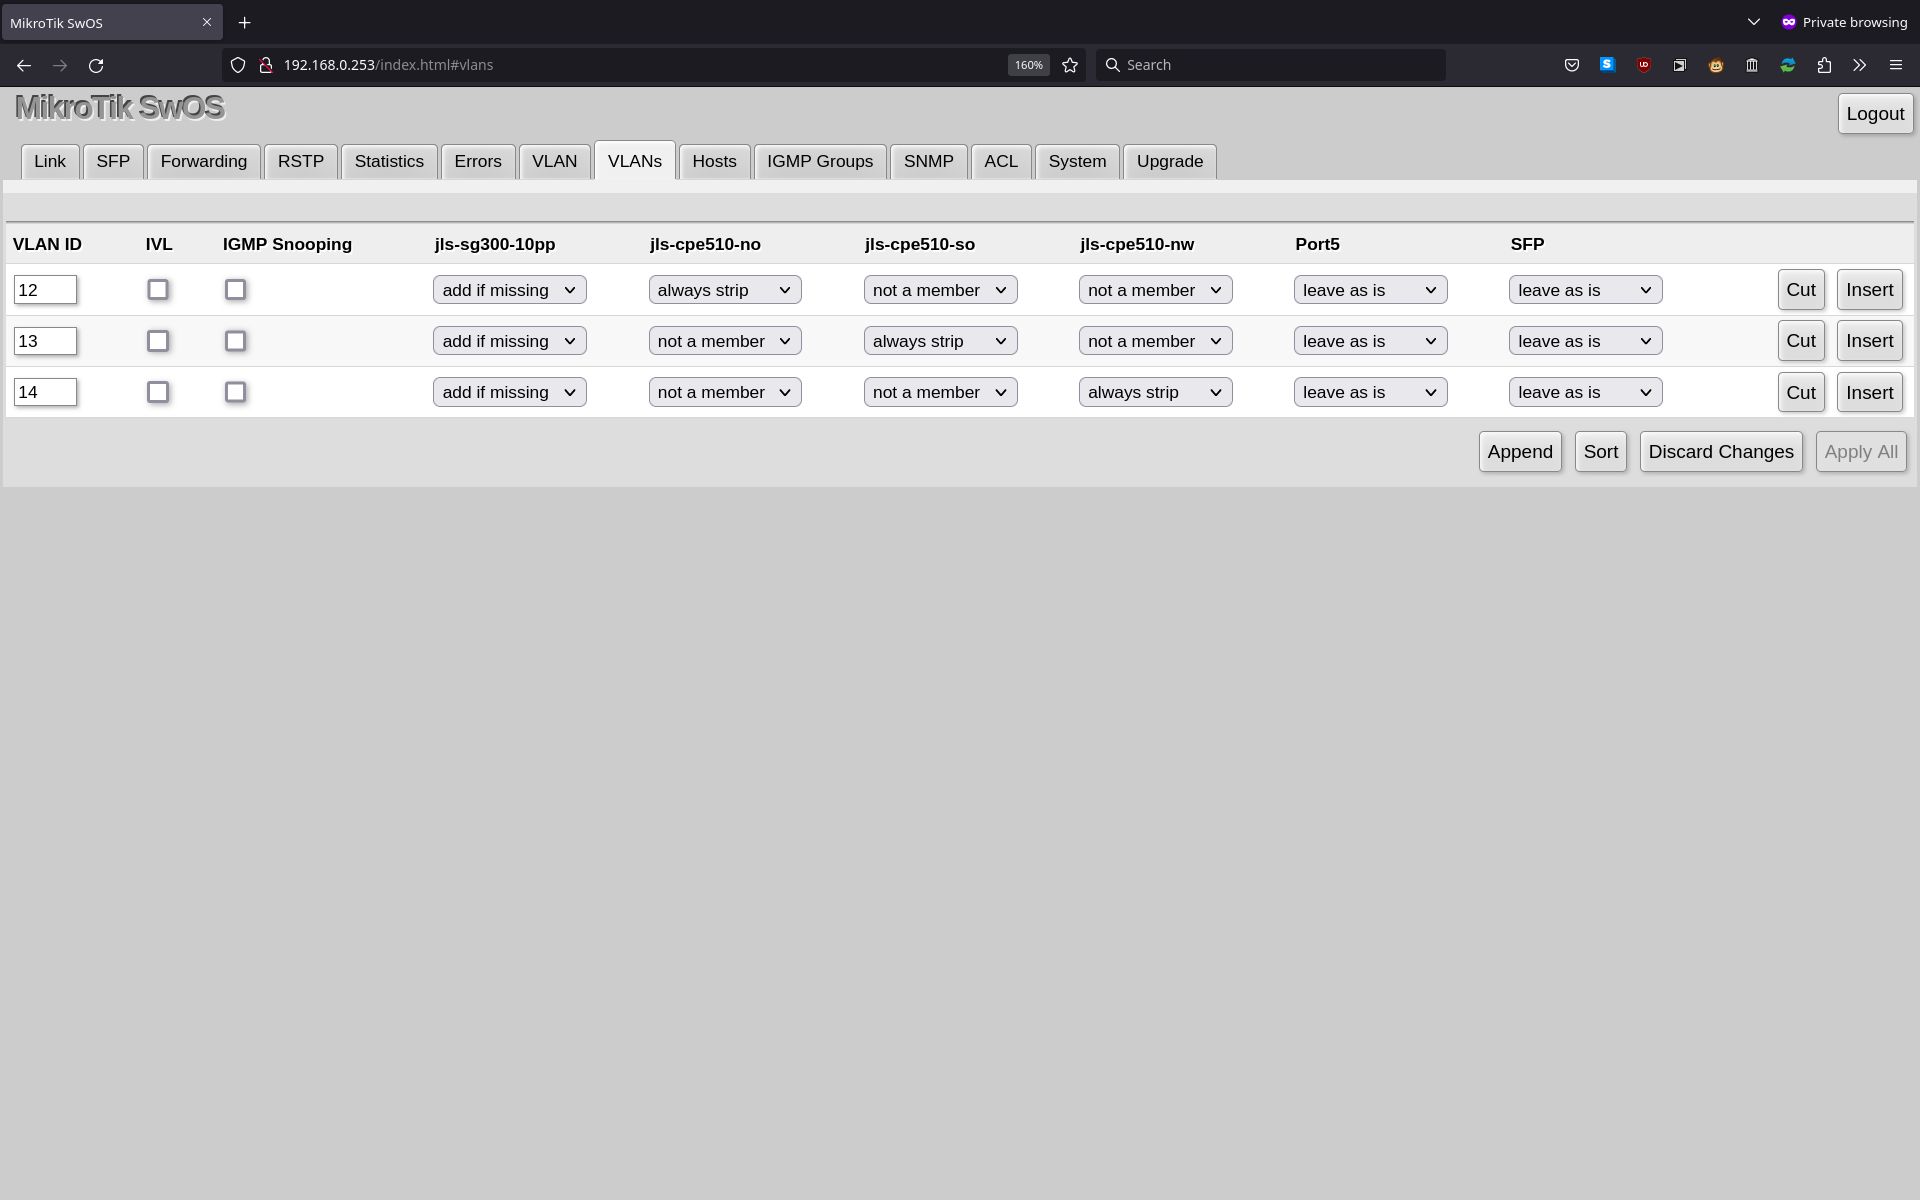 MikroTik SwOS
Private browsing
192.168.0.253/index.html#vlans 160% Search
MikroTik SwOS
Logout
Link SFP Forwarding RSTP Statistics Errors VLAN VLANs Hosts IGMP Groups SNMP ACL System Upgrade
VLAN ID IVL IGMP Snooping jls-sg300-10pp jls-cpe510-no jls-cpe510-so jls-cpe510-nw Port5 SFP
12 add if missing always strip not a member not a member leave as is leave as is Cut Insert
13 add if missing not a member always strip not a member leave as is leave as is Cut Insert
14 add if missing not a member not a member always strip leave as is leave as is Cut Insert
Append Sort Discard Changes Apply All